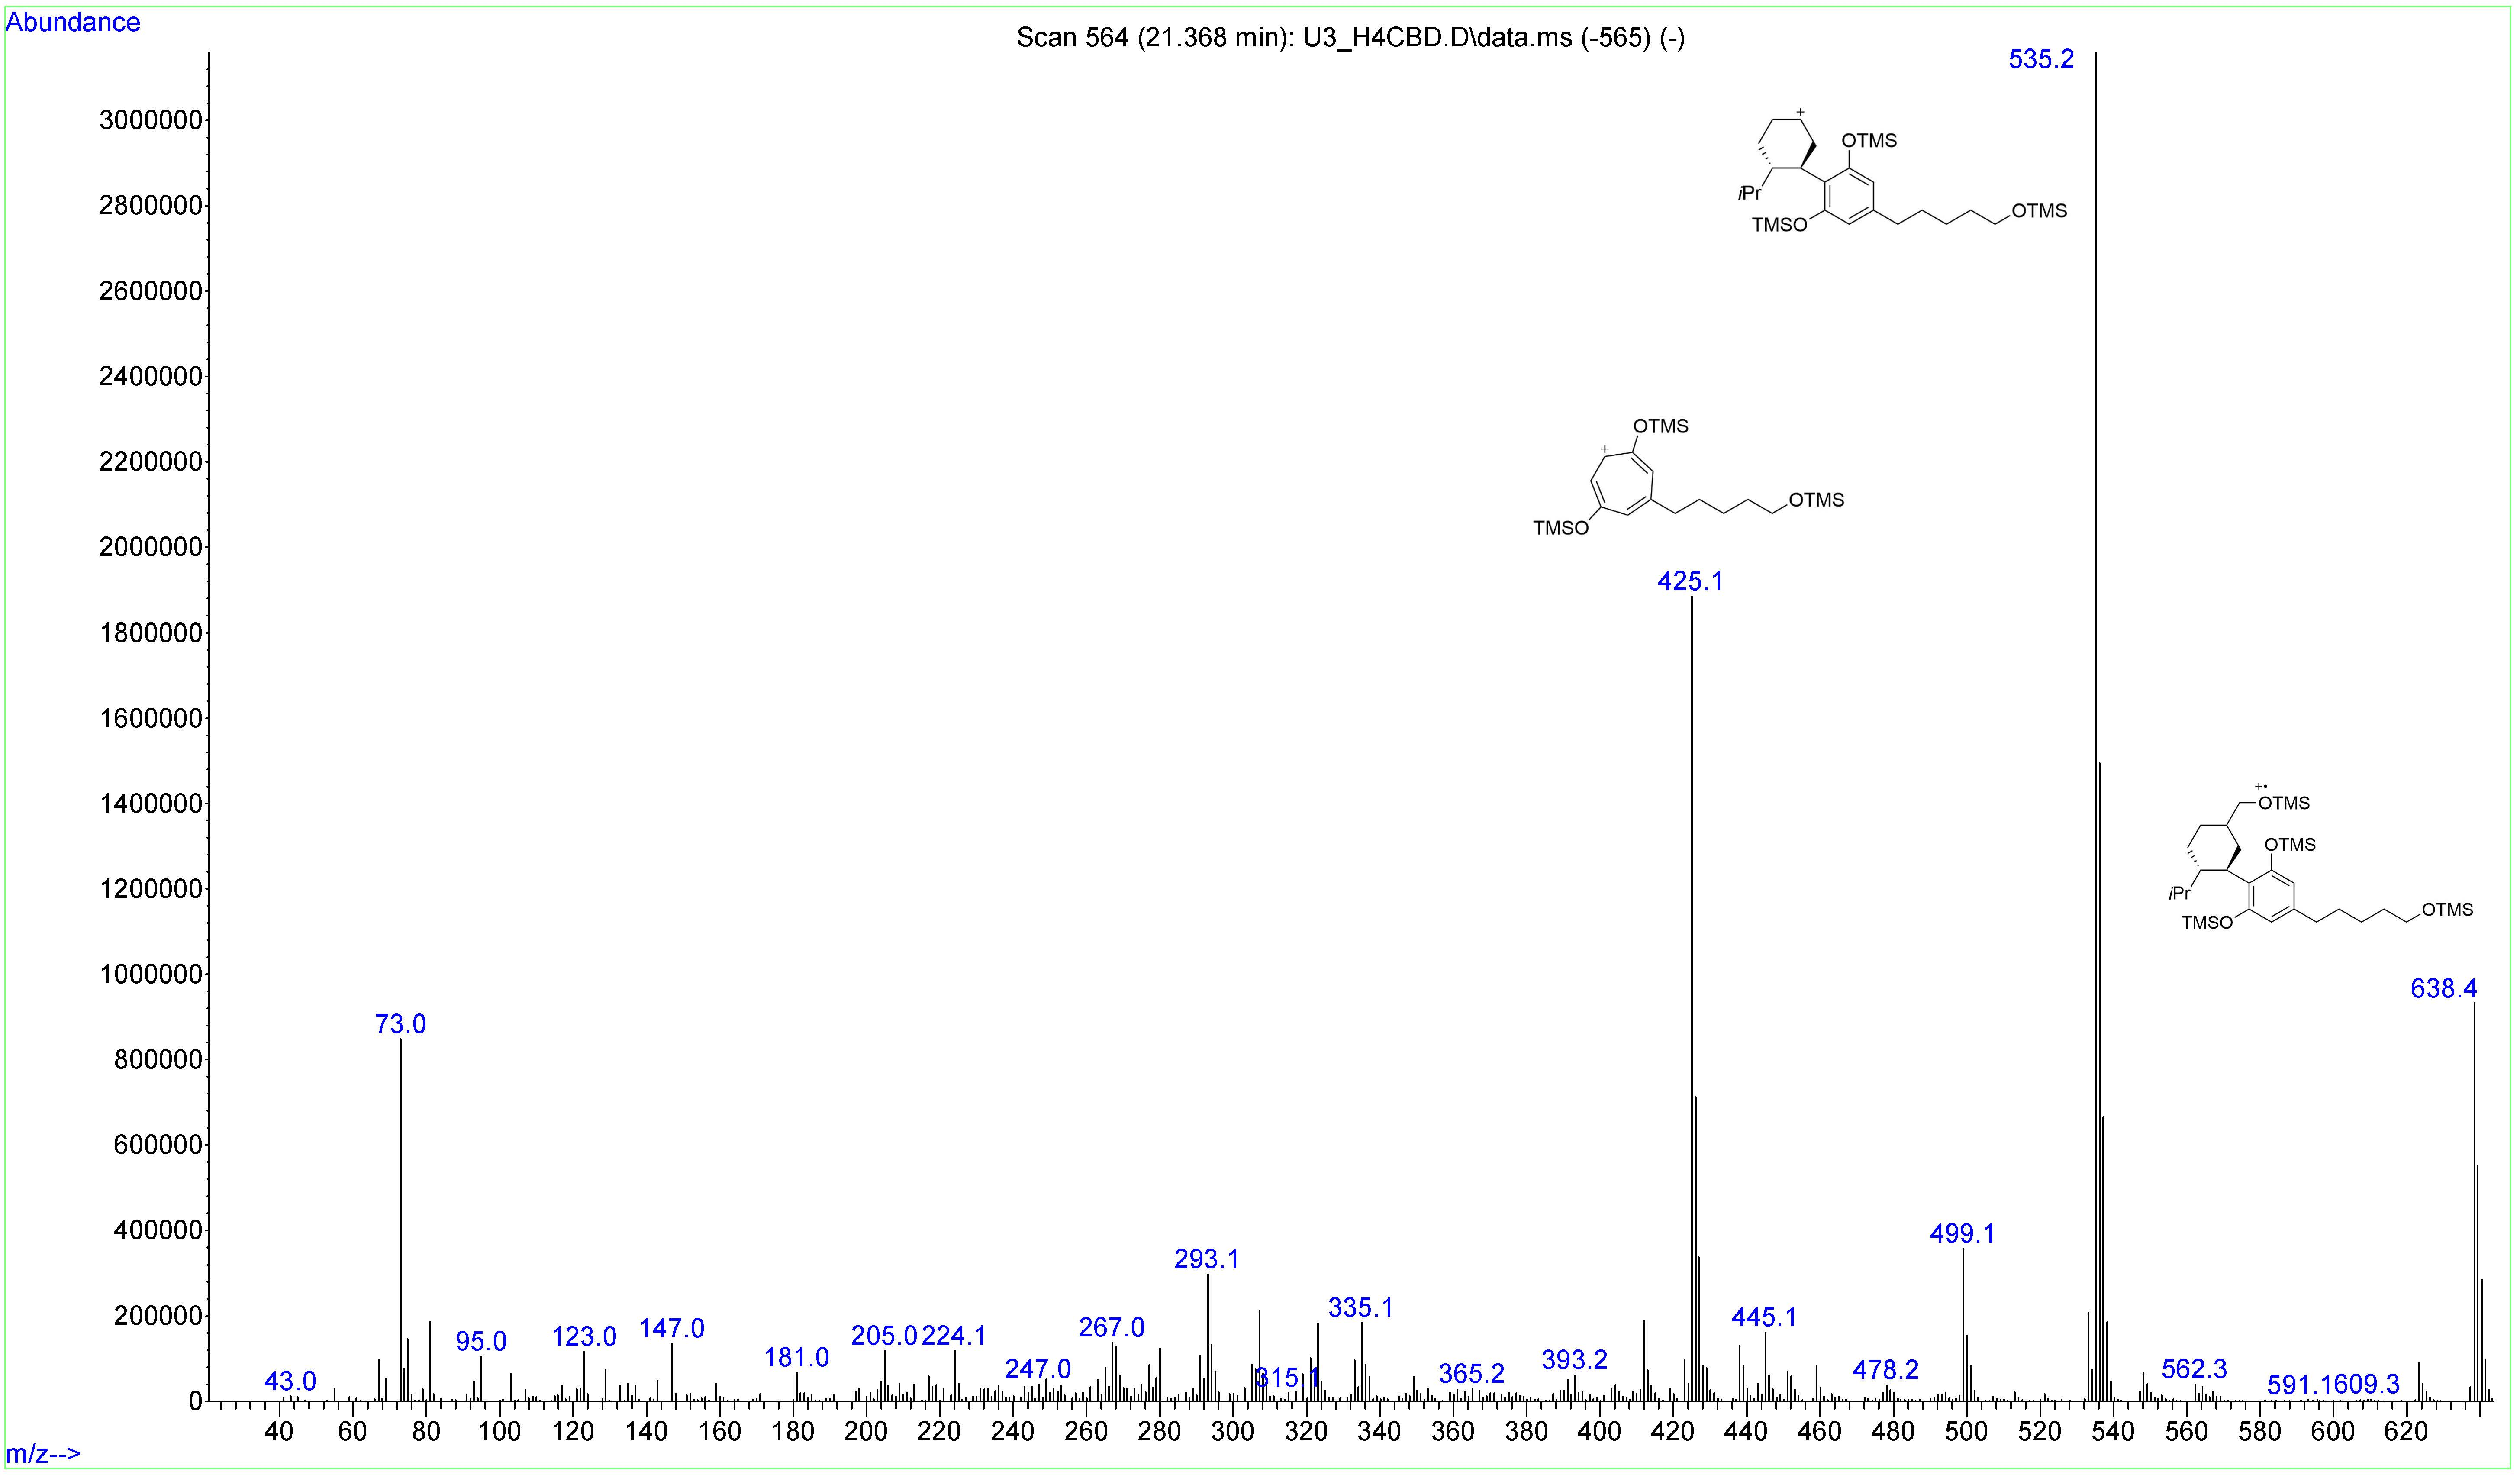 Abundance
Scan 564 (21.368 min): U3_H4CBD.D\data.ms (-565) (-)
535.2
3000000
2800000
2600000
2400000
2200000
2000000
1800000
1600000
1400000
1200000
1000000
800000
600000
400000
200000
0
+
OTMS
iPr
TMSO
OTMS
OTMS
+
OTMS
TMSO
425.1
+•
OTMS
OTMS
iPr
TMSO
OTMS
638.4
73.0
499.1
293.1
335.1
445.1
147.0
123.0
95.0
267.0
205.0
224.1
181.0
393.2
478.2
562.3
247.0
365.2
315.1
43.0
591.1
609.3
40 60 80 100 120 140 160 180 200 220 240 260 280 300 320 340 360 380 400 420 440 460 480 500 520 540 560 580 600 620
m/z-->